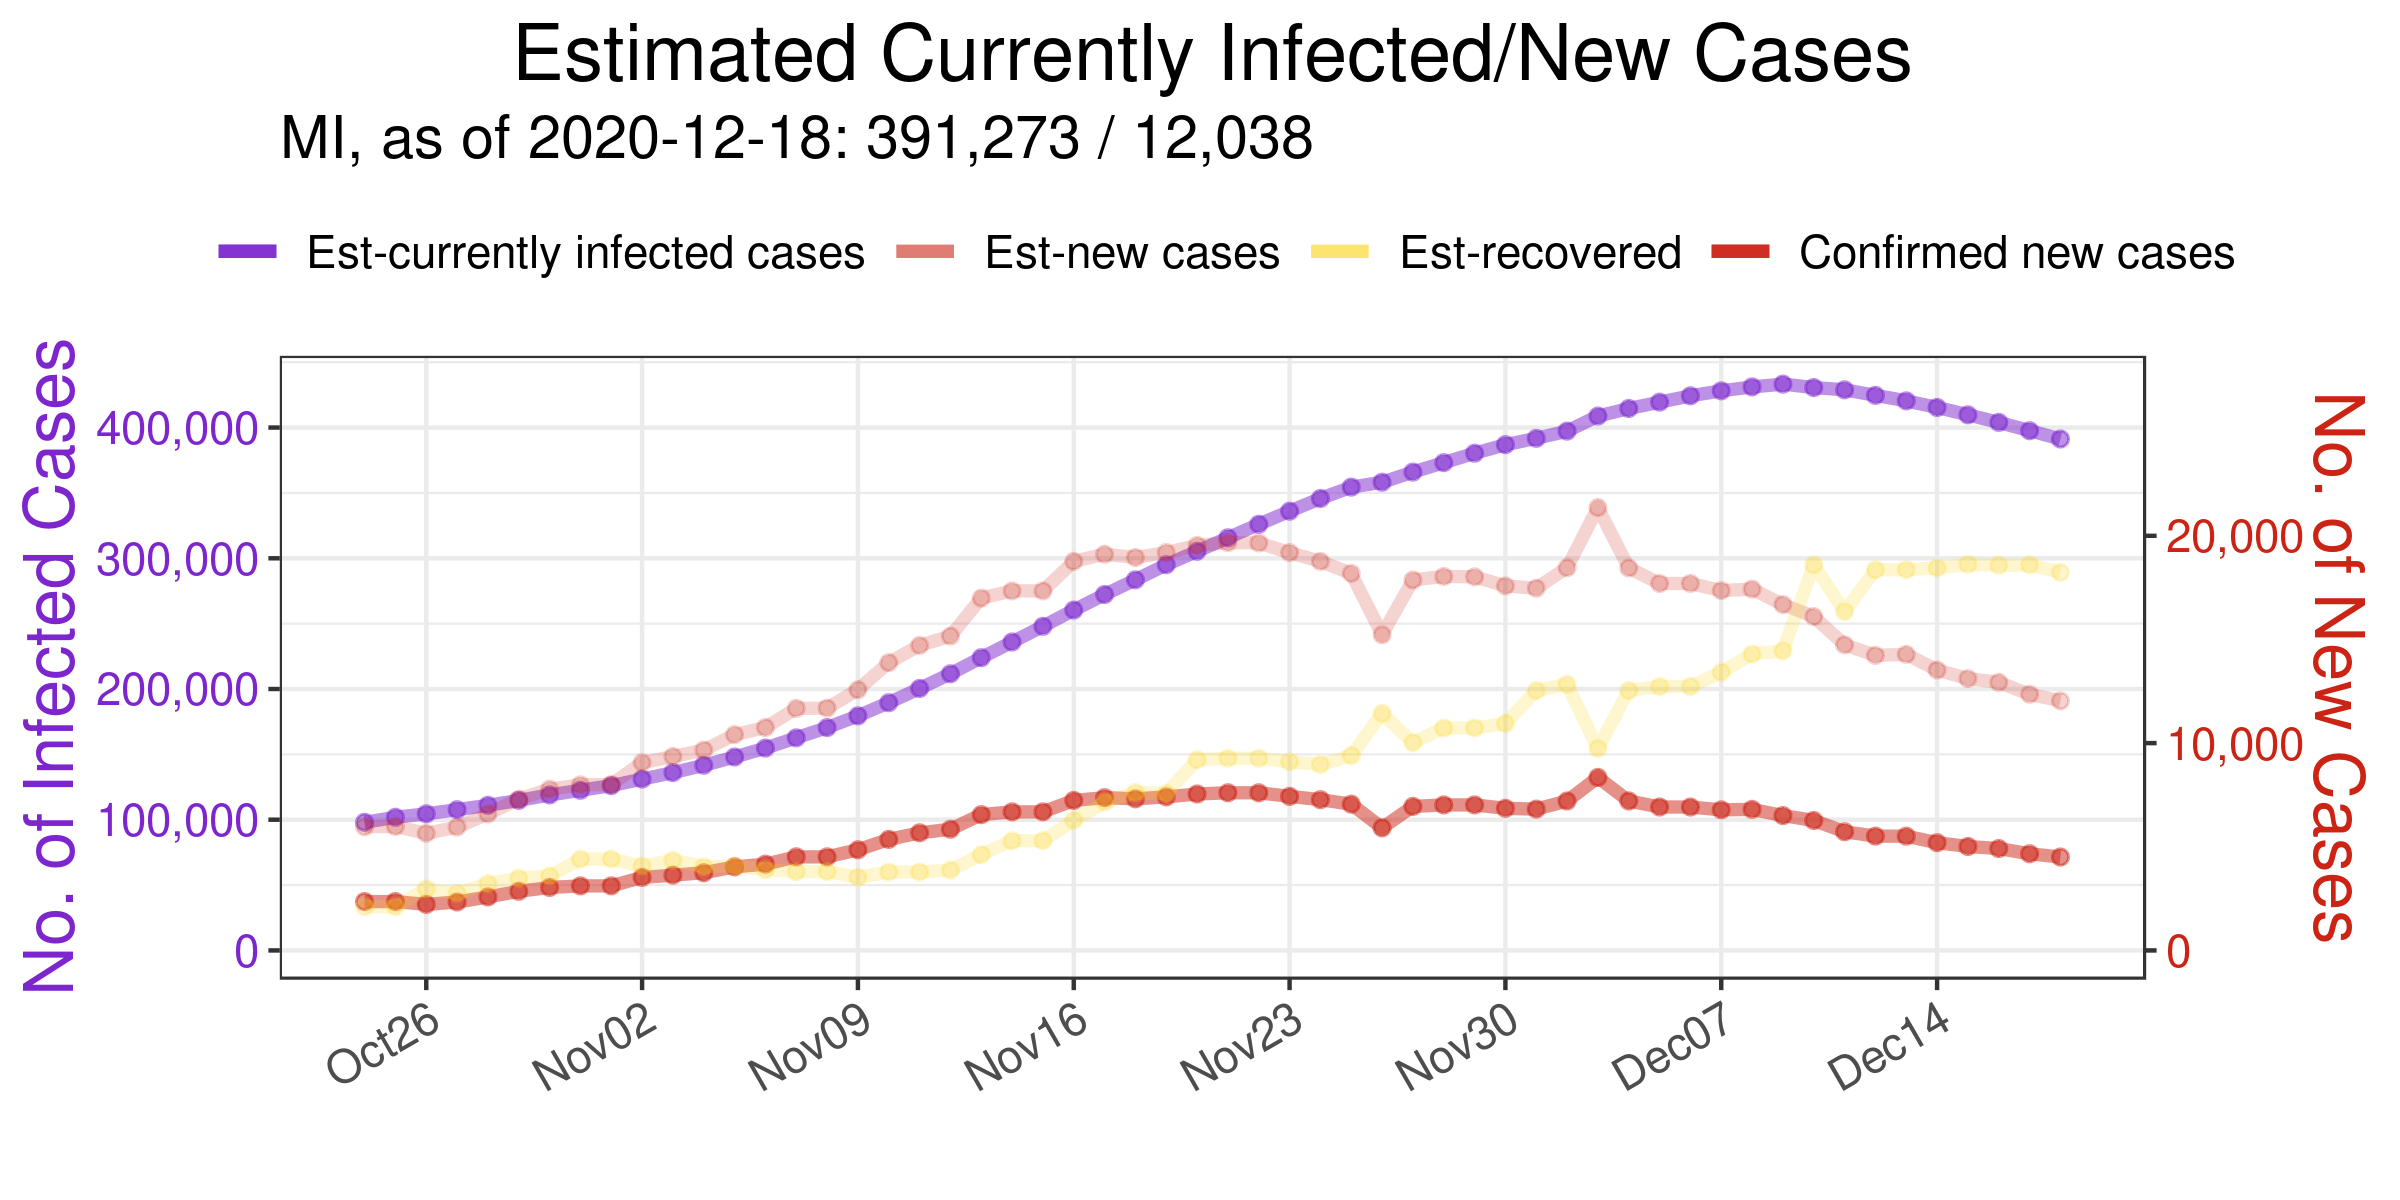 Estimated Currently Infected/New Cases
MI, as of 2020-12-18: 391,273 / 12,038
Est-currently infected cases
Est-new cases
Est-recovered
Confirmed new cases
No. of Infected Cases
400,000
300,000
200,000
100,000
0
No. of New Cases
20,000
10,000
0
Oct26
Nov02
Nov09
Nov16
Nov23
Nov30
Dec07
Dec14